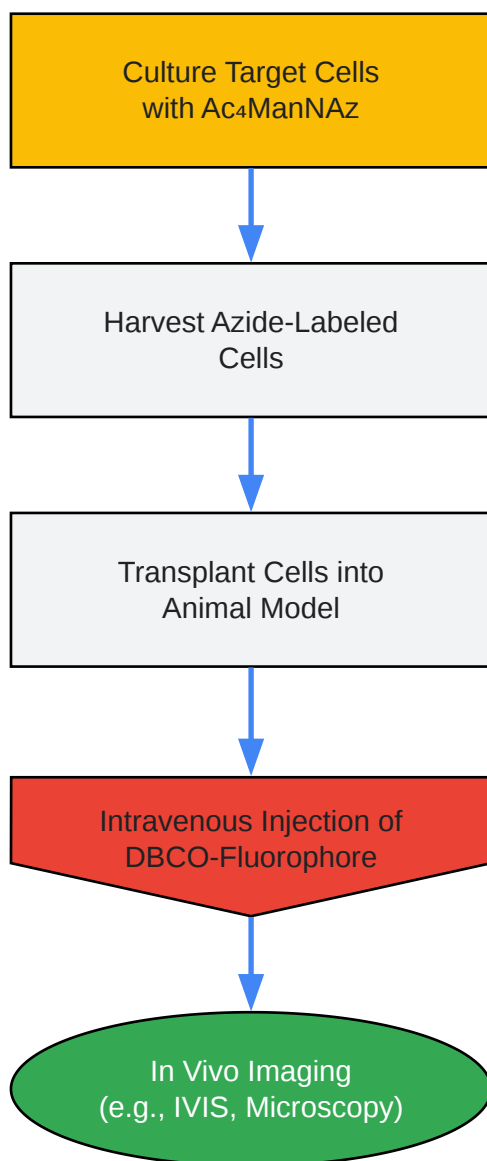 Culture Target Cells
with Ac₄ManNAz
Harvest Azide-Labeled
Cells
Transplant Cells into
Animal Model
Intravenous Injection of
DBCO-Fluorophore
In Vivo Imaging
(e.g., IVIS, Microscopy)